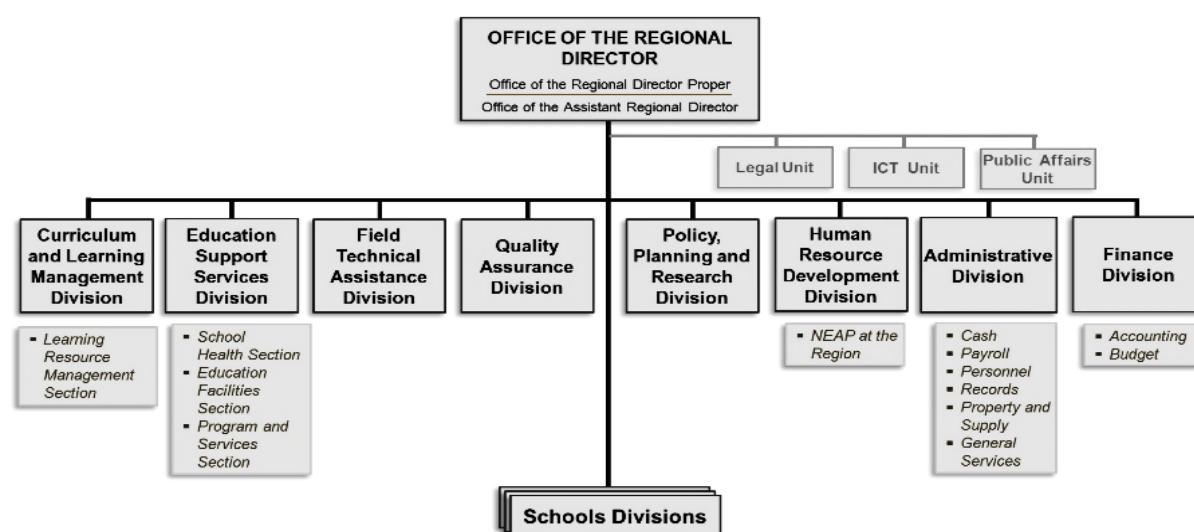 OFFICE OF THE REGIONAL
DIRECTOR
Office of the Regional Director Proper
Office of the Assistant Regional Director
Legal Unit
ICT Unit
Public Affairs
Unit
Curriculum
and Learning
Management
Division
Education
Support
Services
Division
Field
Technical
Assistance
Division
Quality
Assurance
Division
Policy,
Planning and
Research
Division
Human
Resource
Development
Division
Administrative
Division
Finance
Division
▪ Learning
Resource
Management
Section
▪ School
Health Section
▪ Education
Facilities
Section
▪ Program and
Services
Section
▪ NEAP at the
Region
▪ Cash
▪ Payroll
▪ Personnel
▪ Records
▪ Property and
Supply
▪ General
Services
▪ Accounting
▪ Budget
Schools Divisions